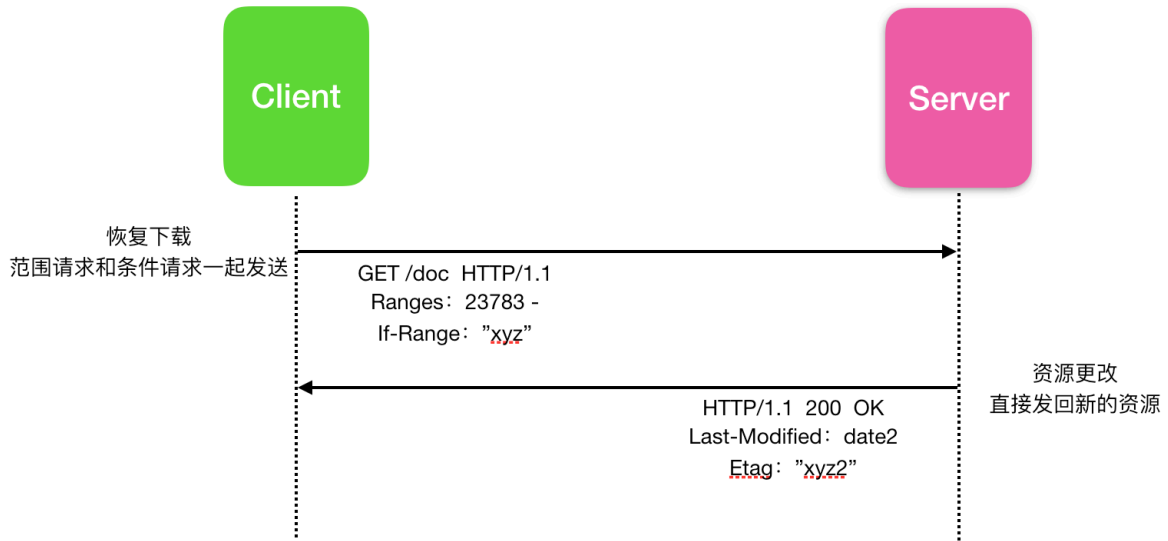 Client
Server
恢复下载
范围请求和条件请求一起发送
GET /doc  HTTP/1.1
Ranges：23783 -
If-Range：”xyz”
资源更改
直接发回新的资源
HTTP/1.1  200  OK
Last-Modified：date2
Etag：”xyz2”